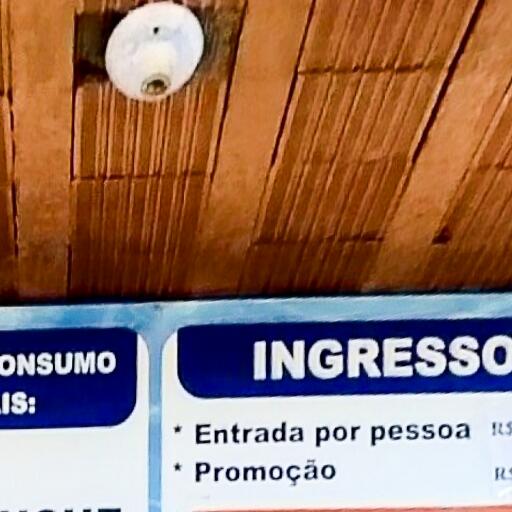 ONSUMO
IS:
INGRESSO
* Entrada por pessoa R$
* Promoção R$